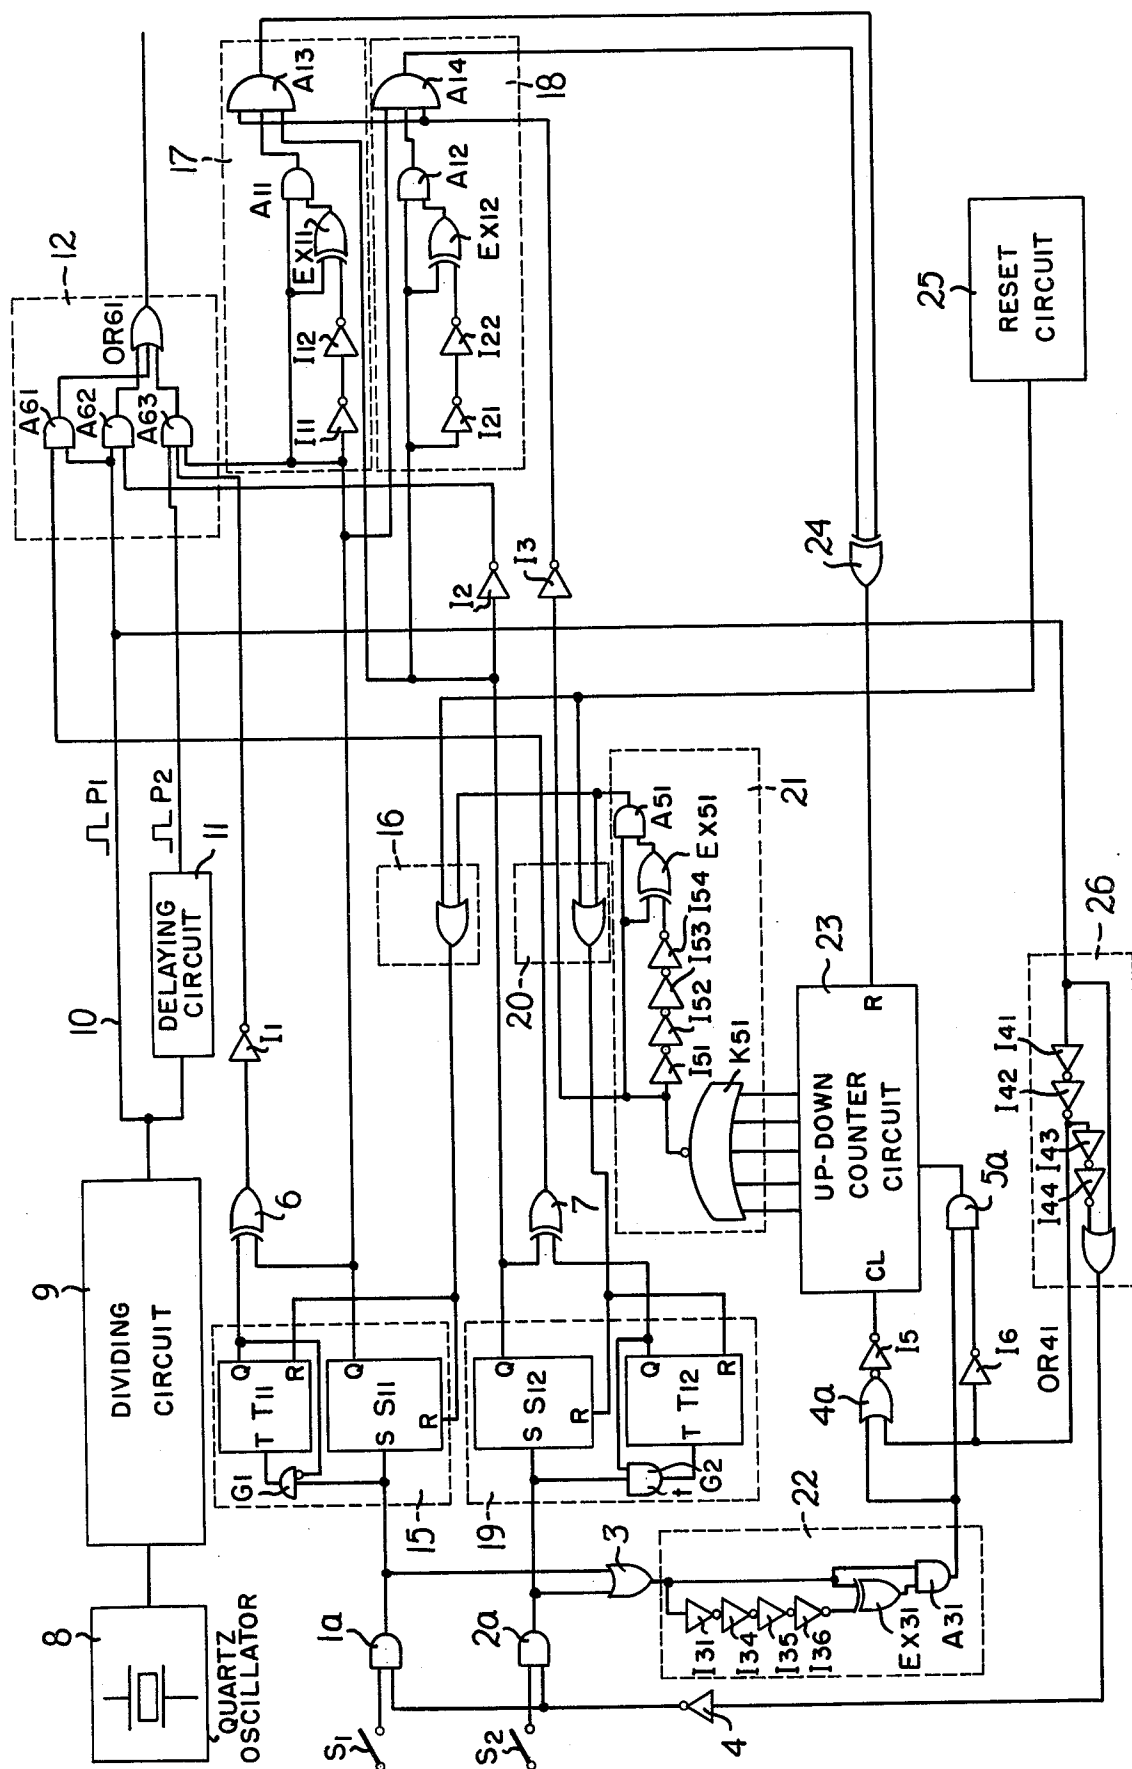 8
QUARTZ
OSCILLATOR
9
DIVIDING
CIRCUIT
10
P1
P2
11
DELAYING
CIRCUIT
12
A61
A62
A63
OR61
I1
6
G1
T
T11
Q
R
S
S11
Q
R
15
16
17
I11
I12
EX11
A11
A13
18
I21
I22
EX12
A12
A14
S1
1a
S2
2a
3
4
19
S
S12
Q
R
T
T12
Q
R
t
G2
7
20
I2
I3
21
K51
I51
I52
I53
I54
EX51
A51
22
I31
I34
I35
I36
EX31
A31
4a
I5
I6
5a
CL
UP-DOWN
COUNTER
CIRCUIT
R
23
24
25
RESET
CIRCUIT
26
I41
I42
I43
I44
OR41